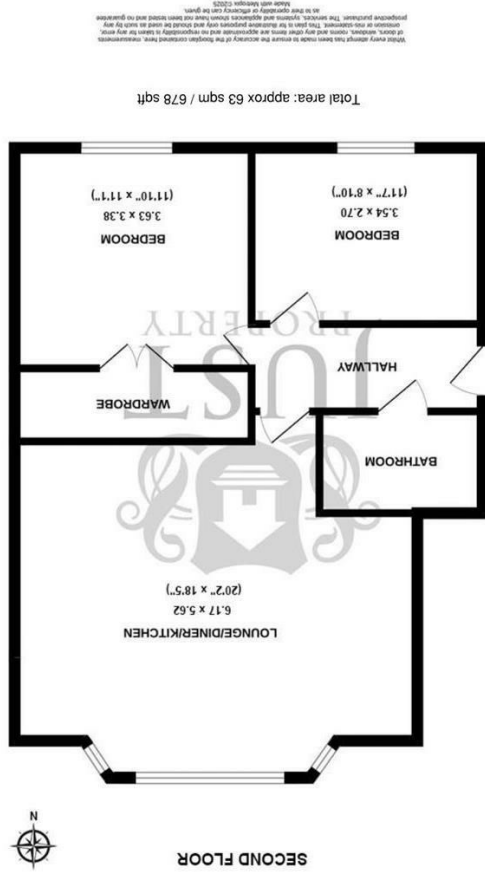 SECOND FLOOR
N
LOUNGE/DINER/KITCHEN
6.17 x 5.62
(20'2" x 18'5")
BATHROOM
WARDROBE
HALLWAY
JUST
PROPERTY
BEDROOM
3.54 x 2.70
(11'7" x 8'10")
BEDROOM
3.63 x 3.38
(11'10" x 11'1")
Total area: approx 63 sqm / 678 sqft
Whilst every attempt has been made to ensure the accuracy of the floorplan contained here, measurements
of doors, windows, rooms and any other items are approximate and no responsibility is taken for any error,
omission or mis-statement. This plan is for illustrative purposes only and should be used as such by any
prospective purchaser. The services, systems and appliances shown have not been tested and no guarantee
as to their operability or efficiency can be given.
Made with Metropix ©2025